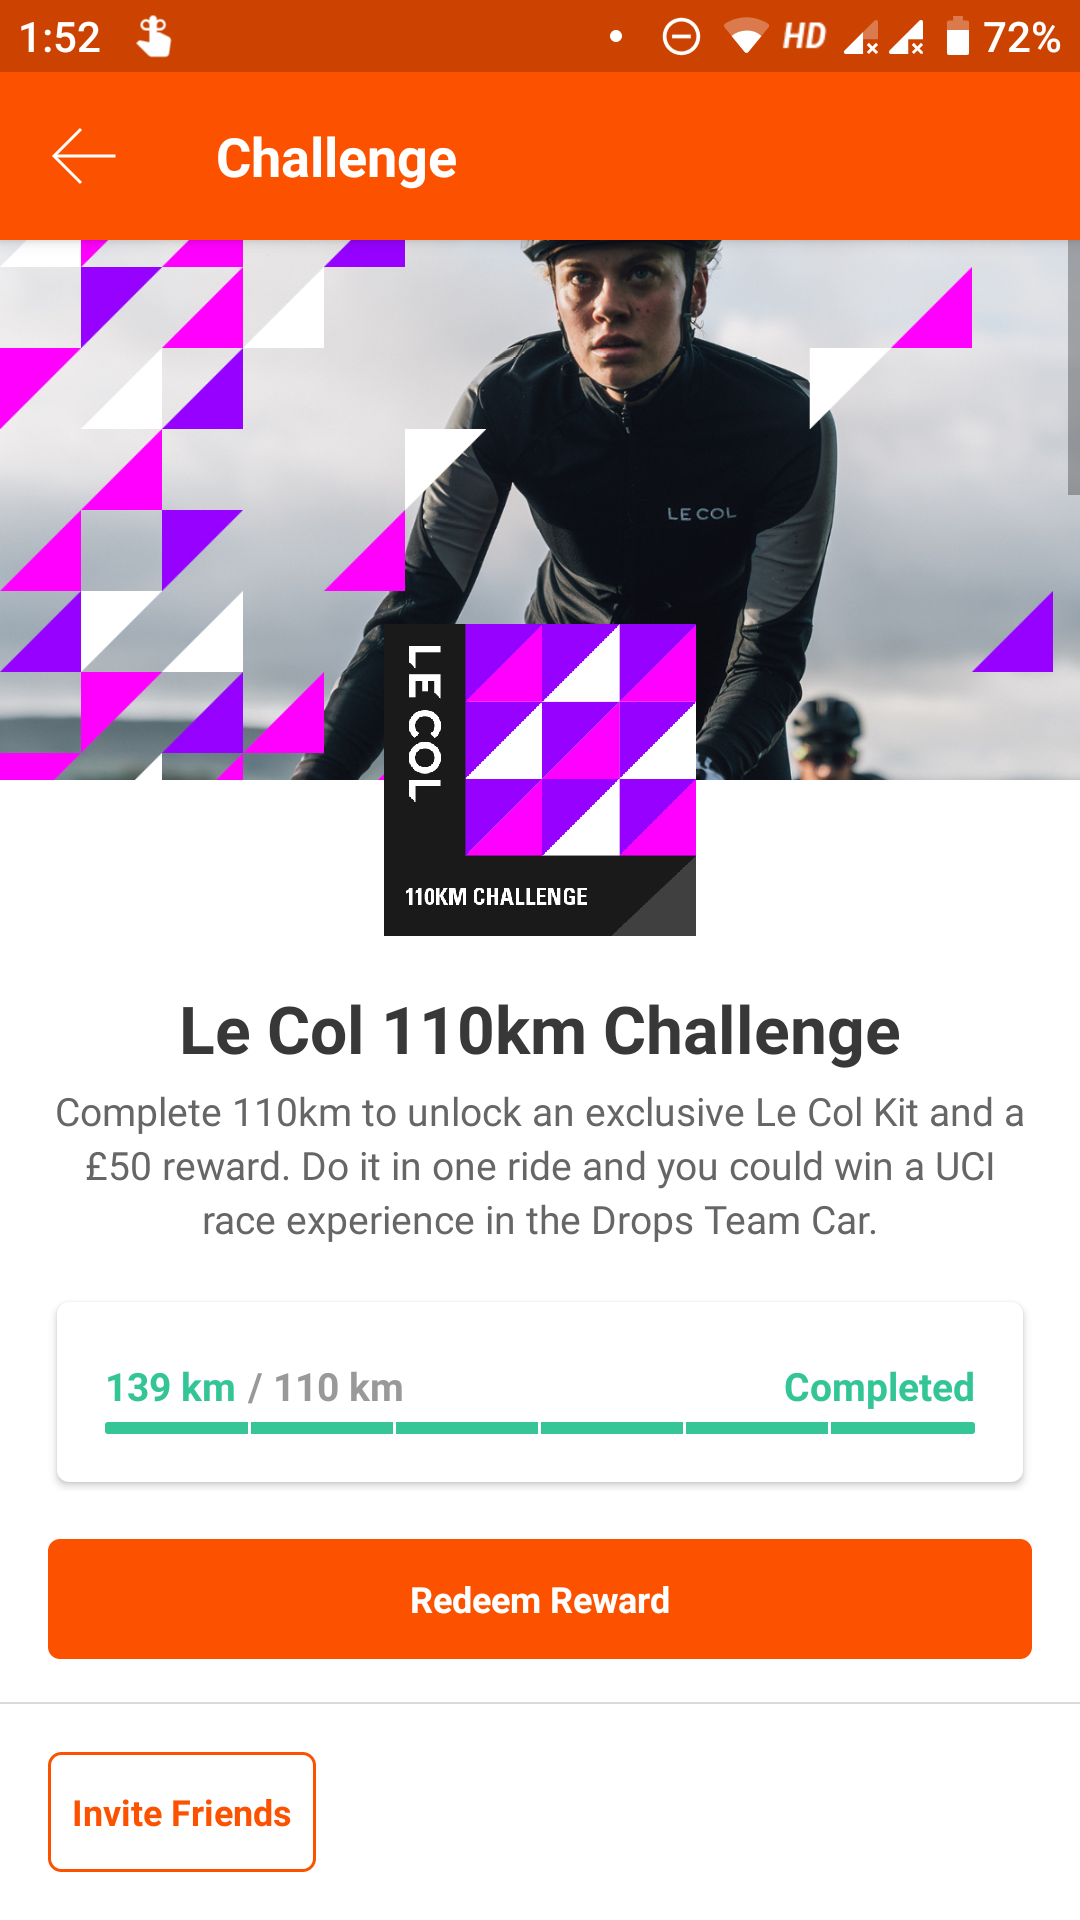 1:52
HD
72%
Challenge
LE COL
LE COL
110KM CHALLENGE
Le Col 110km Challenge
Complete 110km to unlock an exclusive Le Col Kit and a
£50 reward. Do it in one ride and you could win a UCI
race experience in the Drops Team Car.
139 km / 110 km
Completed
Redeem Reward
Invite Friends